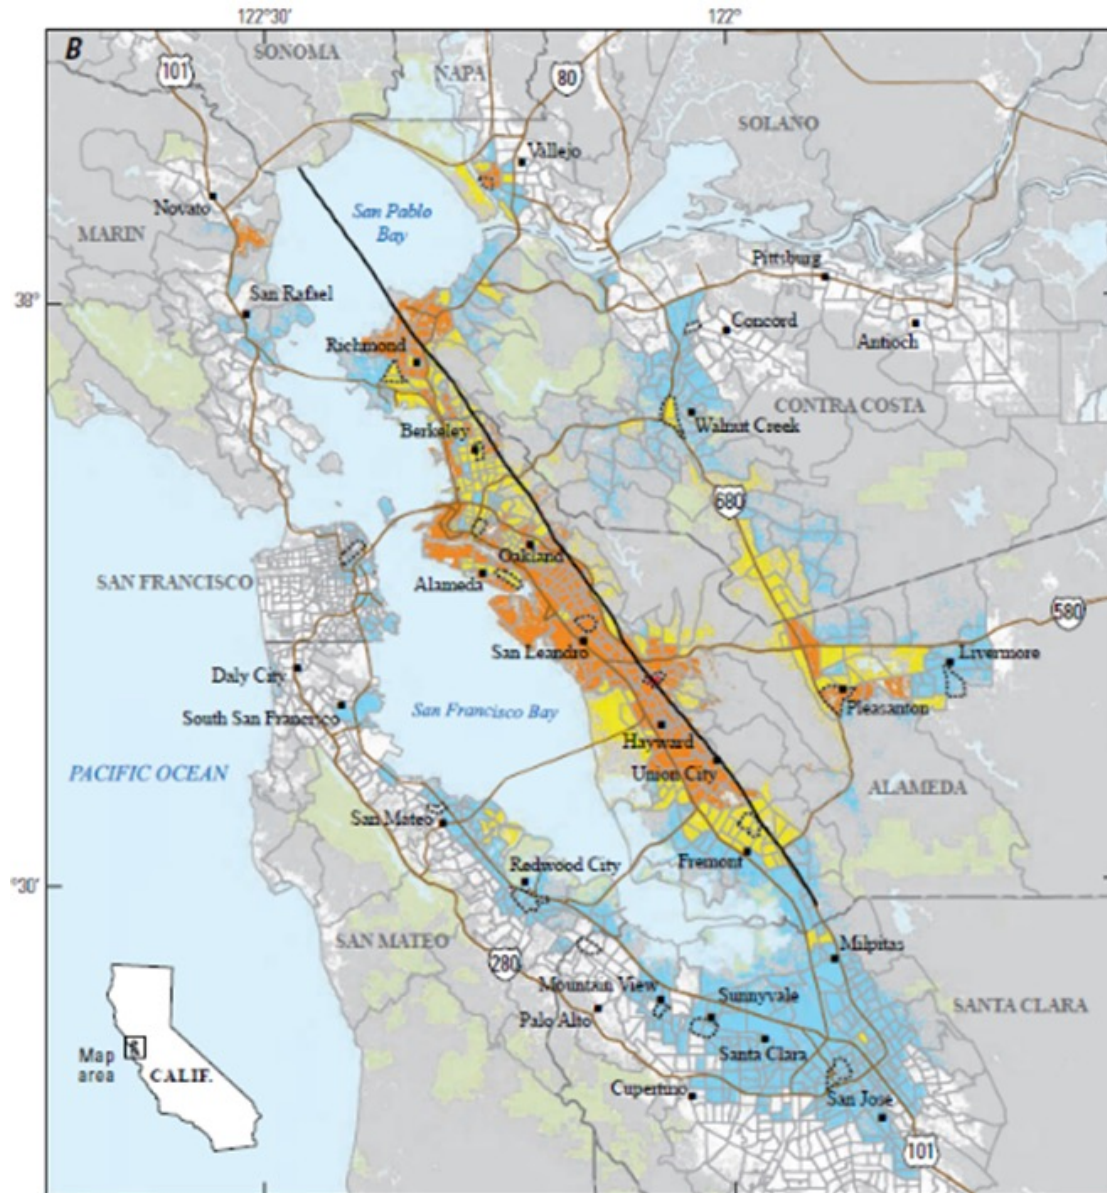 122°30'
122°
B
SONOMA
101
NAPA
80
SOLANO
Vallejo
San Pablo
Bay
Novato
MARIN
Pittsburg
38°
San Rafael
Concord
Antioch
Richmond
CONTRA COSTA
Walnut Creek
Berkeley
680
Oakland
SAN FRANCISCO
Alameda
580
San Leandro
Livermore
Daly City
Pleasanton
South San Francisco
San Francisco Bay
Hayward
Union City
PACIFIC OCEAN
ALAMEDA
San Mateo
Fremont
Redwood City
°30'
SAN MATEO
Milpitas
280
Mountain View
Sunnyvale
SANTA CLARA
Palo Alto
Santa Clara
Map
area
CALIF.
Cupertino
San José
101